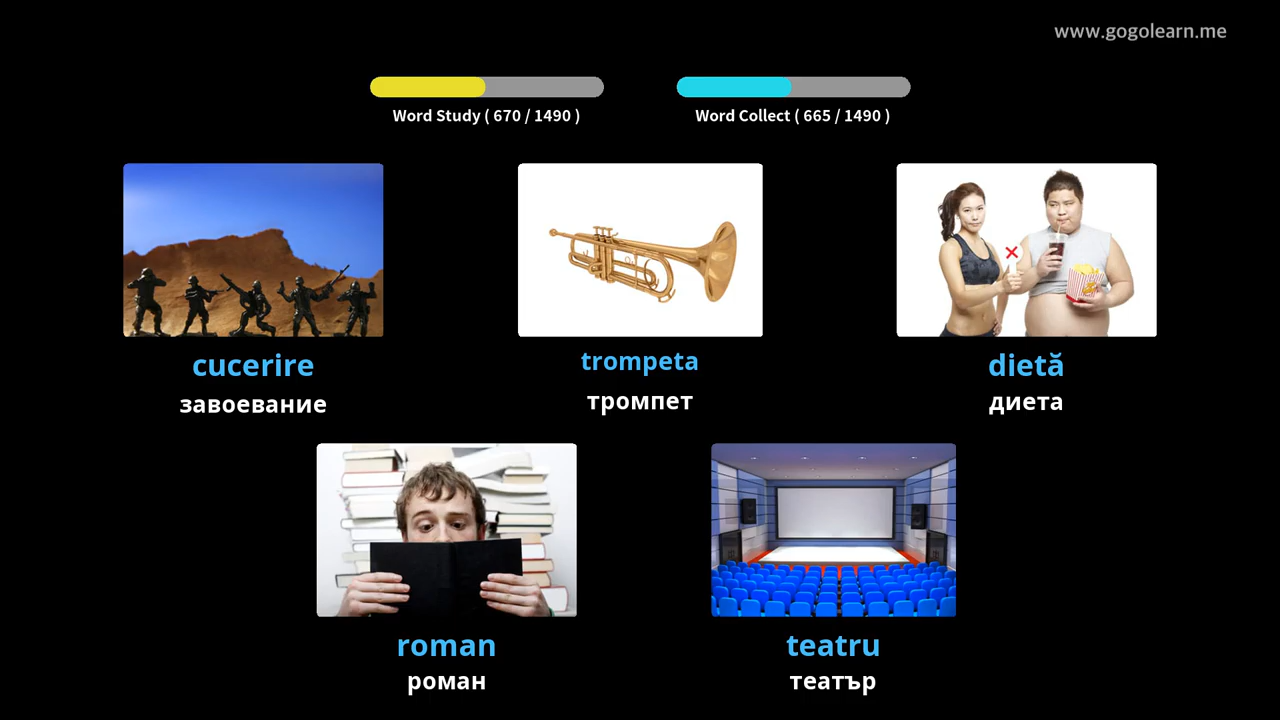 www.gogolearn.me
Word Study ( 670 / 1490 )
Word Collect ( 665 / 1490 )
cucerire
завоевание
trompeta
тромпет
dietă
диета
roman
роман
teatru
театър